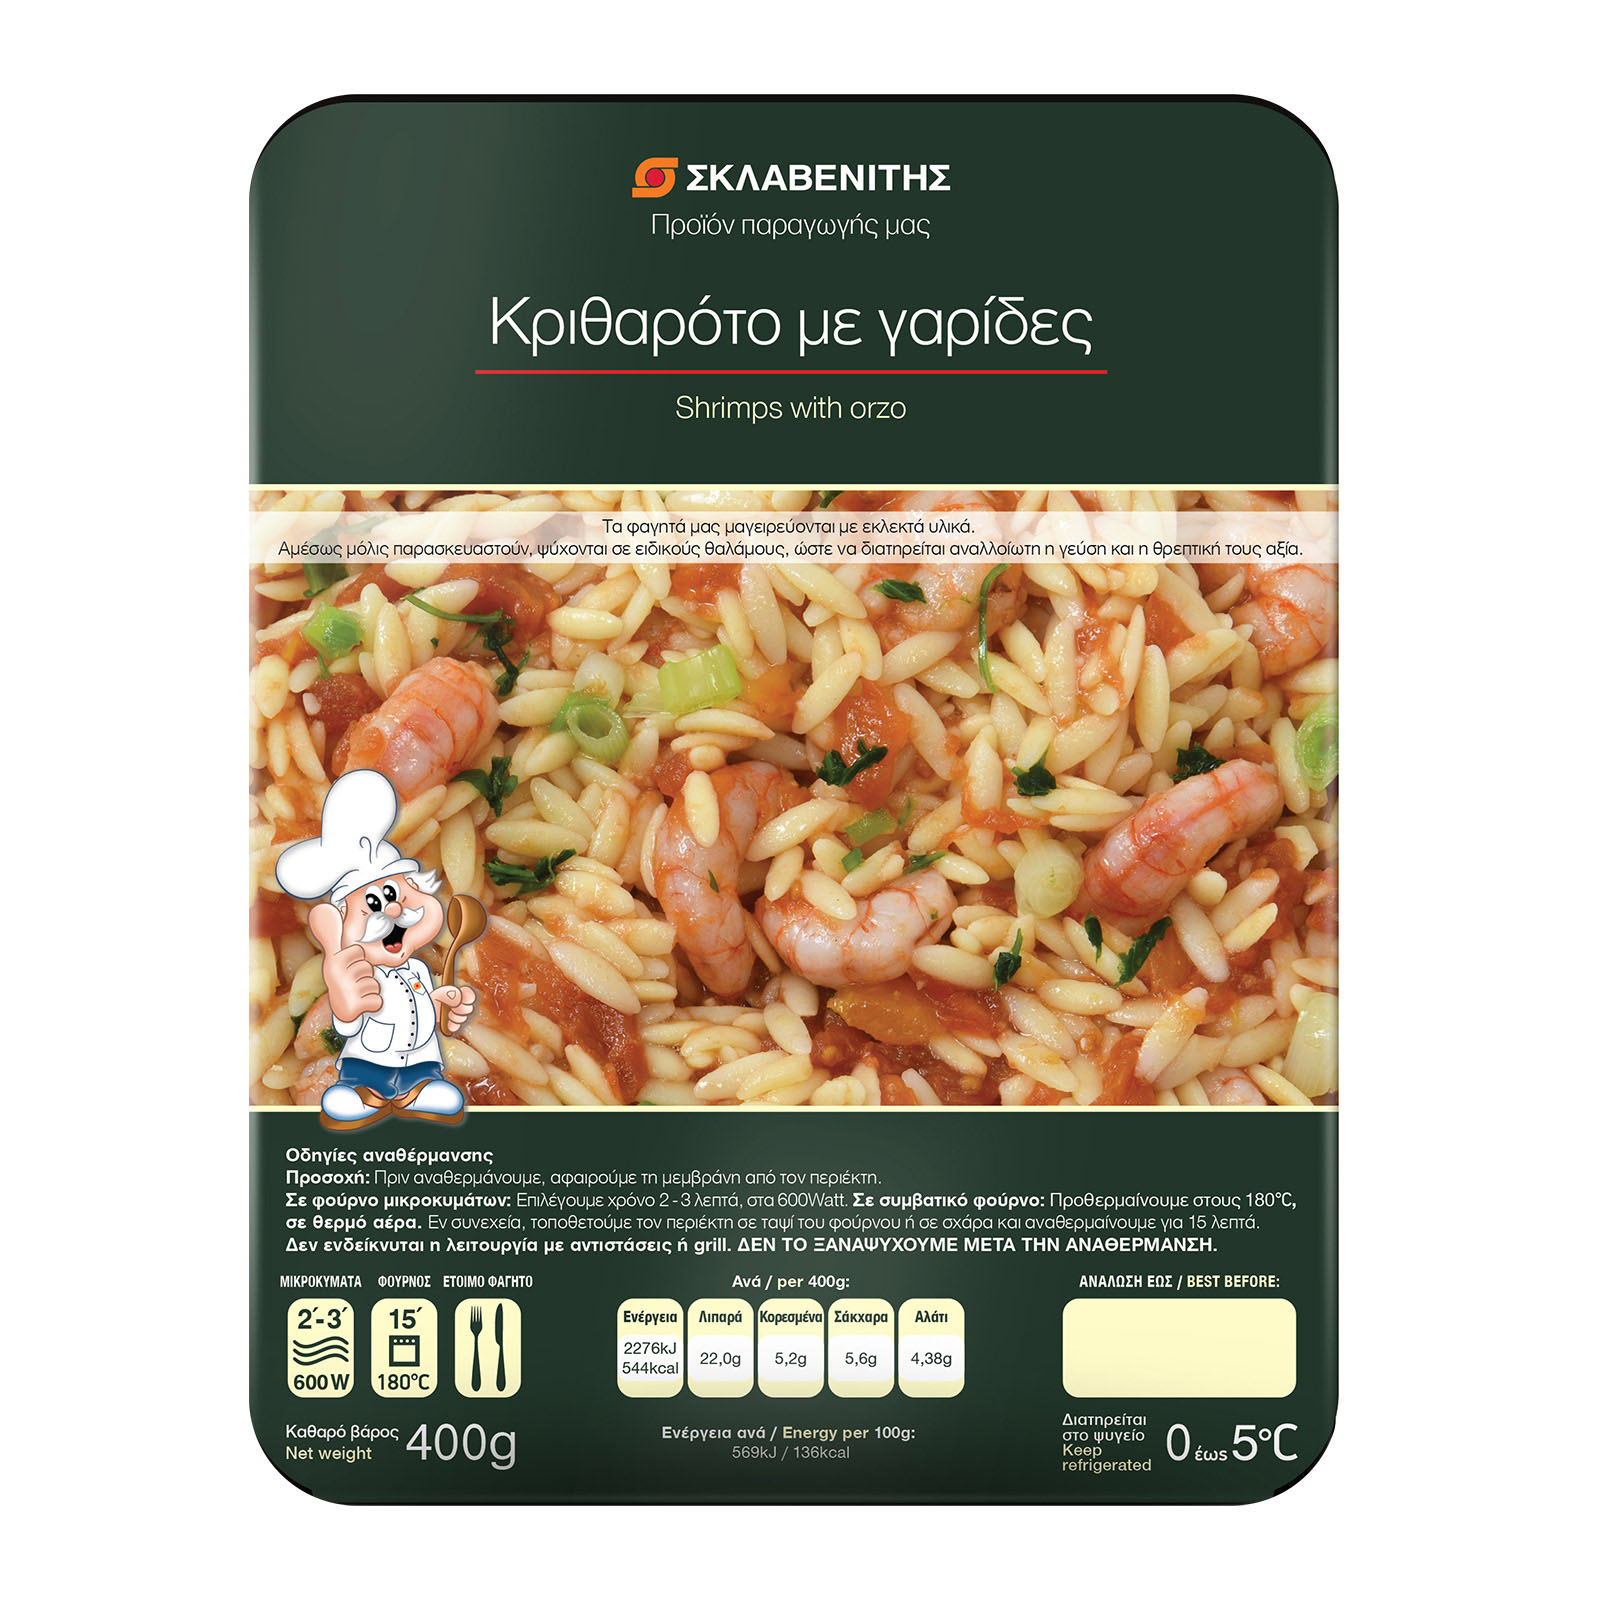 ΣΚΛΑΒΕΝΙΤΗΣ
Προϊόν παραγωγής μας
Κριθαρότο με γαρίδες
Shrimps with orzo
Τα φαγητά μας μαγειρεύονται με εκλεκτά υλικά.
Αμέσως μόλις παρασκευαστούν, ψύχονται σε ειδικούς θαλάμους, ώστε να διατηρείται αναλλοίωτη η γεύση και η θρεπτική τους αξία.
Οδηγίες αναθέρμανσης
Προσοχή: Πριν αναθερμάνουμε, αφαιρούμε τη μεμβράνη από τον περιέκτη.
Σε φούρνο μικροκυμάτων: Επιλέγουμε χρόνο 2 - 3 λεπτά, στα 600Watt. Σε συμβατικό φούρνο: Προθερμαίνουμε στους 180°C,
σε θερμό αέρα. Εν συνεχεία, τοποθετούμε τον περιέκτη σε ταψί του φούρνου ή σε σχάρα και αναθερμαίνουμε για 15 λεπτά.
Δεν ενδείκνυται η λειτουργία με αντιστάσεις ή grill. ΔΕΝ ΤΟ ΞΑΝΑΨΥΧΟΥΜΕ ΜΕΤΑ ΤΗΝ ΑΝΑΘΕΡΜΑΝΣΗ.
ΜΙΚΡΟΚΥΜΑΤΑ ΦΟΥΡΝΟΣ ΕΤΟΙΜΟ ΦΑΓΗΤΟ
2΄-3΄ 15΄
600 W 180°C
Ανά / per 400g:
Ενέργεια Λιπαρά Κορεσμένα Σάκχαρα Αλάτι
2276kJ
544kcal 22,0g 5,2g 5,6g 4,38g
ΑΝΑΛΩΣΗ ΕΩΣ / BEST BEFORE:
Καθαρό βάρος
Net weight
400g
Ενέργεια ανά / Energy per 100g:
569kJ / 136kcal
Διατηρείται
στο ψυγείο
Keep
refrigerated
0 έως 5°C